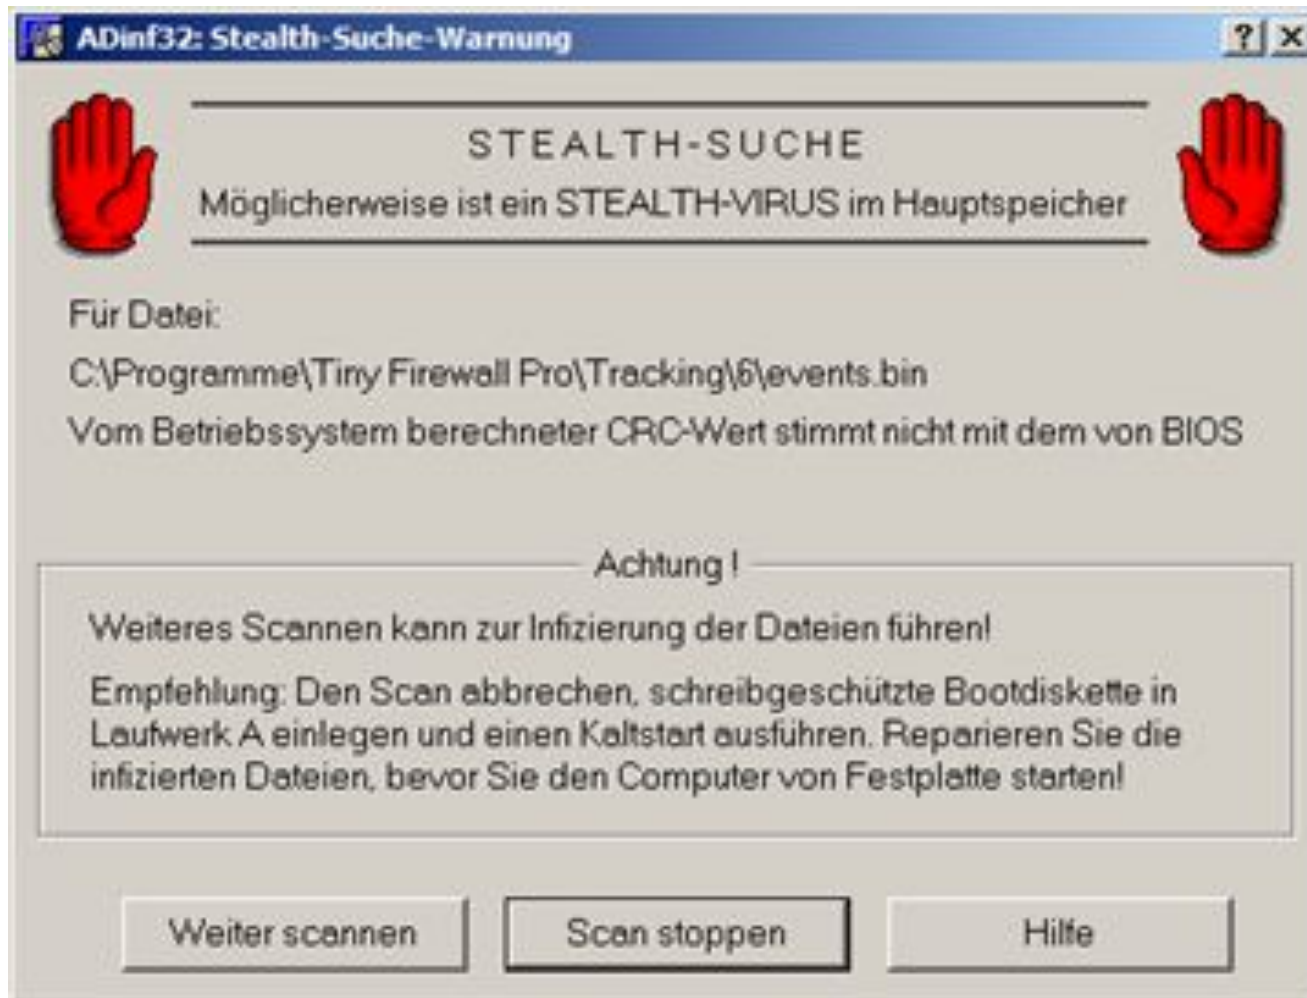 ADinf32: Stealth-Suche-Warnung
STEALTH-SUCHE
Möglicherweise ist ein STEALTH-VIRUS im Hauptspeicher
Für Datei:
C:\Programme\Tiny Firewall Pro\Tracking\6\events.bin
Vom Betriebssystem berechneter CRC-Wert stimmt nicht mit dem von BIOS
Achtung !
Weiteres Scannen kann zur Infizierung der Dateien führen!
Empfehlung: Den Scan abbrechen, schreibgeschützte Bootdiskette in
Laufwerk A einlegen und einen Kaltstart ausführen. Reparieren Sie die
infizierten Dateien, bevor Sie den Computer von Festplatte starten!
Weiter scannen
Scan stoppen
Hilfe